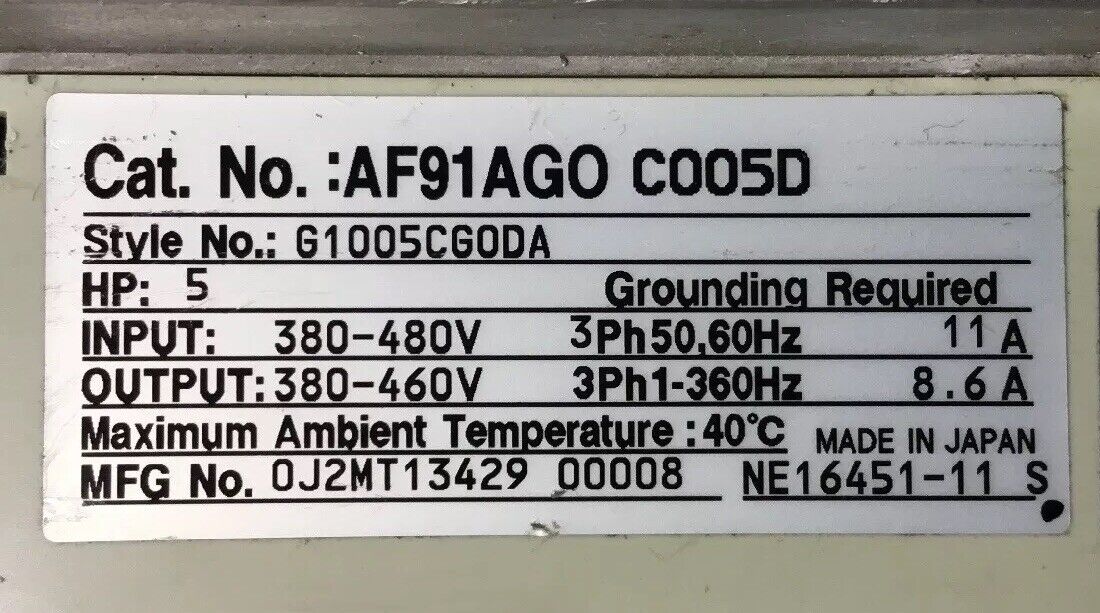 Cat. No. :AF91AGO C005D
Style No.: G1005CG0DA
HP: 5 Grounding Required
INPUT: 380-480V 3Ph50,60Hz 11 A
OUTPUT: 380-460V 3Ph1-360Hz 8.6 A
Maximum Ambient Temperature :40°C MADE IN JAPAN
MFG No. 0J2MT13429 00008 NE16451-11 S